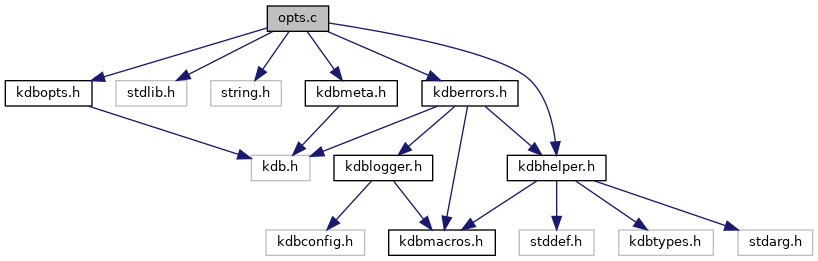 opts.c
kdbopts.h
stdlib.h
string.h
kdbmeta.h
kdberrors.h
kdb.h
kdblogger.h
kdbhelper.h
kdbconfig.h
kdbmacros.h
stddef.h
kdbtypes.h
stdarg.h